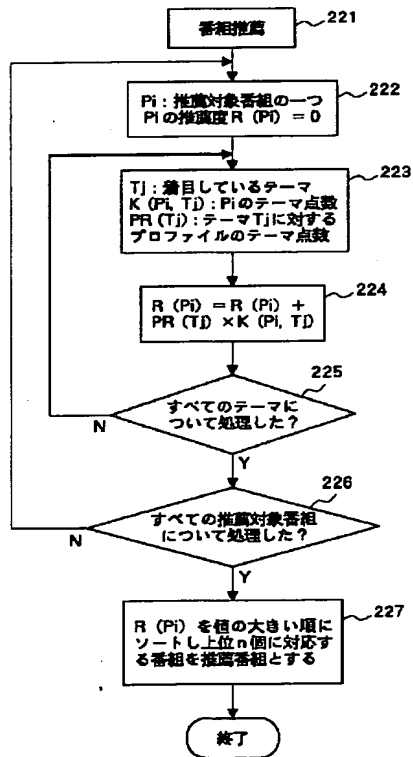 番組推薦
221
Pi：推薦対象番組の一つ
Piの推薦度R（Pi）＝0
222
223
Tj：着目しているテーマ
K（Pi，Tj）：Piのテーマ点数
PR（Tj）：テーマTjに対する
プロファイルのテーマ点数
224
R（Pi）＝R（Pi）＋
PR（Tj）×K（Pi，Tj）
225
すべてのテーマに
ついて処理した？
N
Y
226
すべての推薦対象番組
について処理した？
N
Y
227
R（Pi）を値の大きい順に
ソートし上位n個に対応す
る番組を推薦番組とする
終了